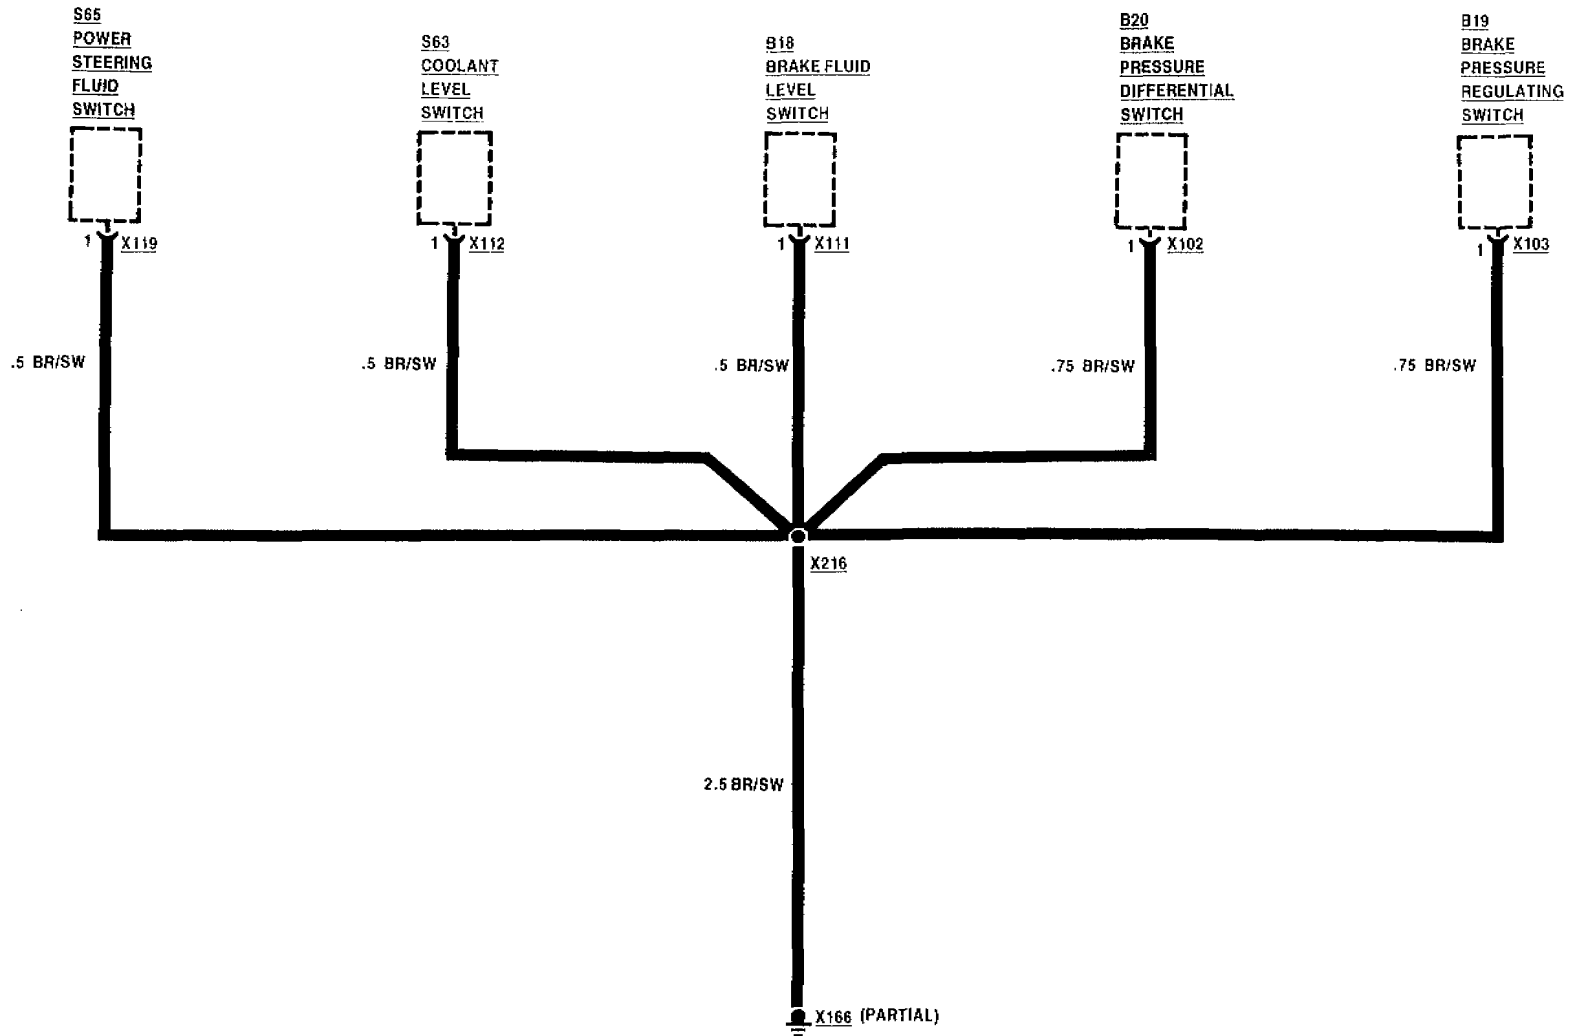 S65
POWER
STEERING
FLUID
SWITCH
S63
COOLANT
LEVEL
SWITCH
B18
BRAKE FLUID
LEVEL
SWITCH
B20
BRAKE
PRESSURE
DIFFERENTIAL
SWITCH
B19
BRAKE
PRESSURE
REGULATING
SWITCH
1 X119
1 X112
1 X111
1 X102
1 X103
.5 BR/SW
.5 BR/SW
.5 BR/SW
.75 BR/SW
.75 BR/SW
X216
2.5 BR/SW
X166 (PARTIAL)